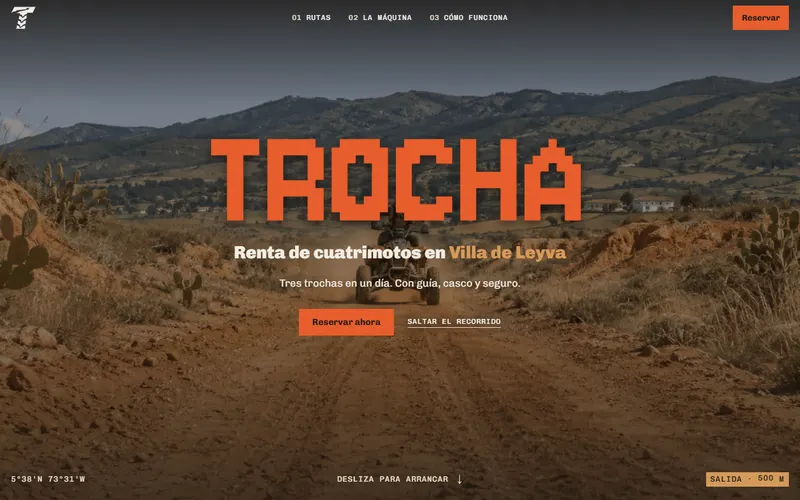 T
01 RUTAS
02 LA MÁQUINA
03 CÓMO FUNCIONA
Reservar
TROCHA
Renta de cuatrimotos en Villa de Leyva
Tres trochas en un día. Con guía, casco y seguro.
Reservar ahora
SALTAR EL RECORRIDO
5°38'N 73°31'W
DESLIZA PARA ARRANCAR ↓
SALIDA · 500 M